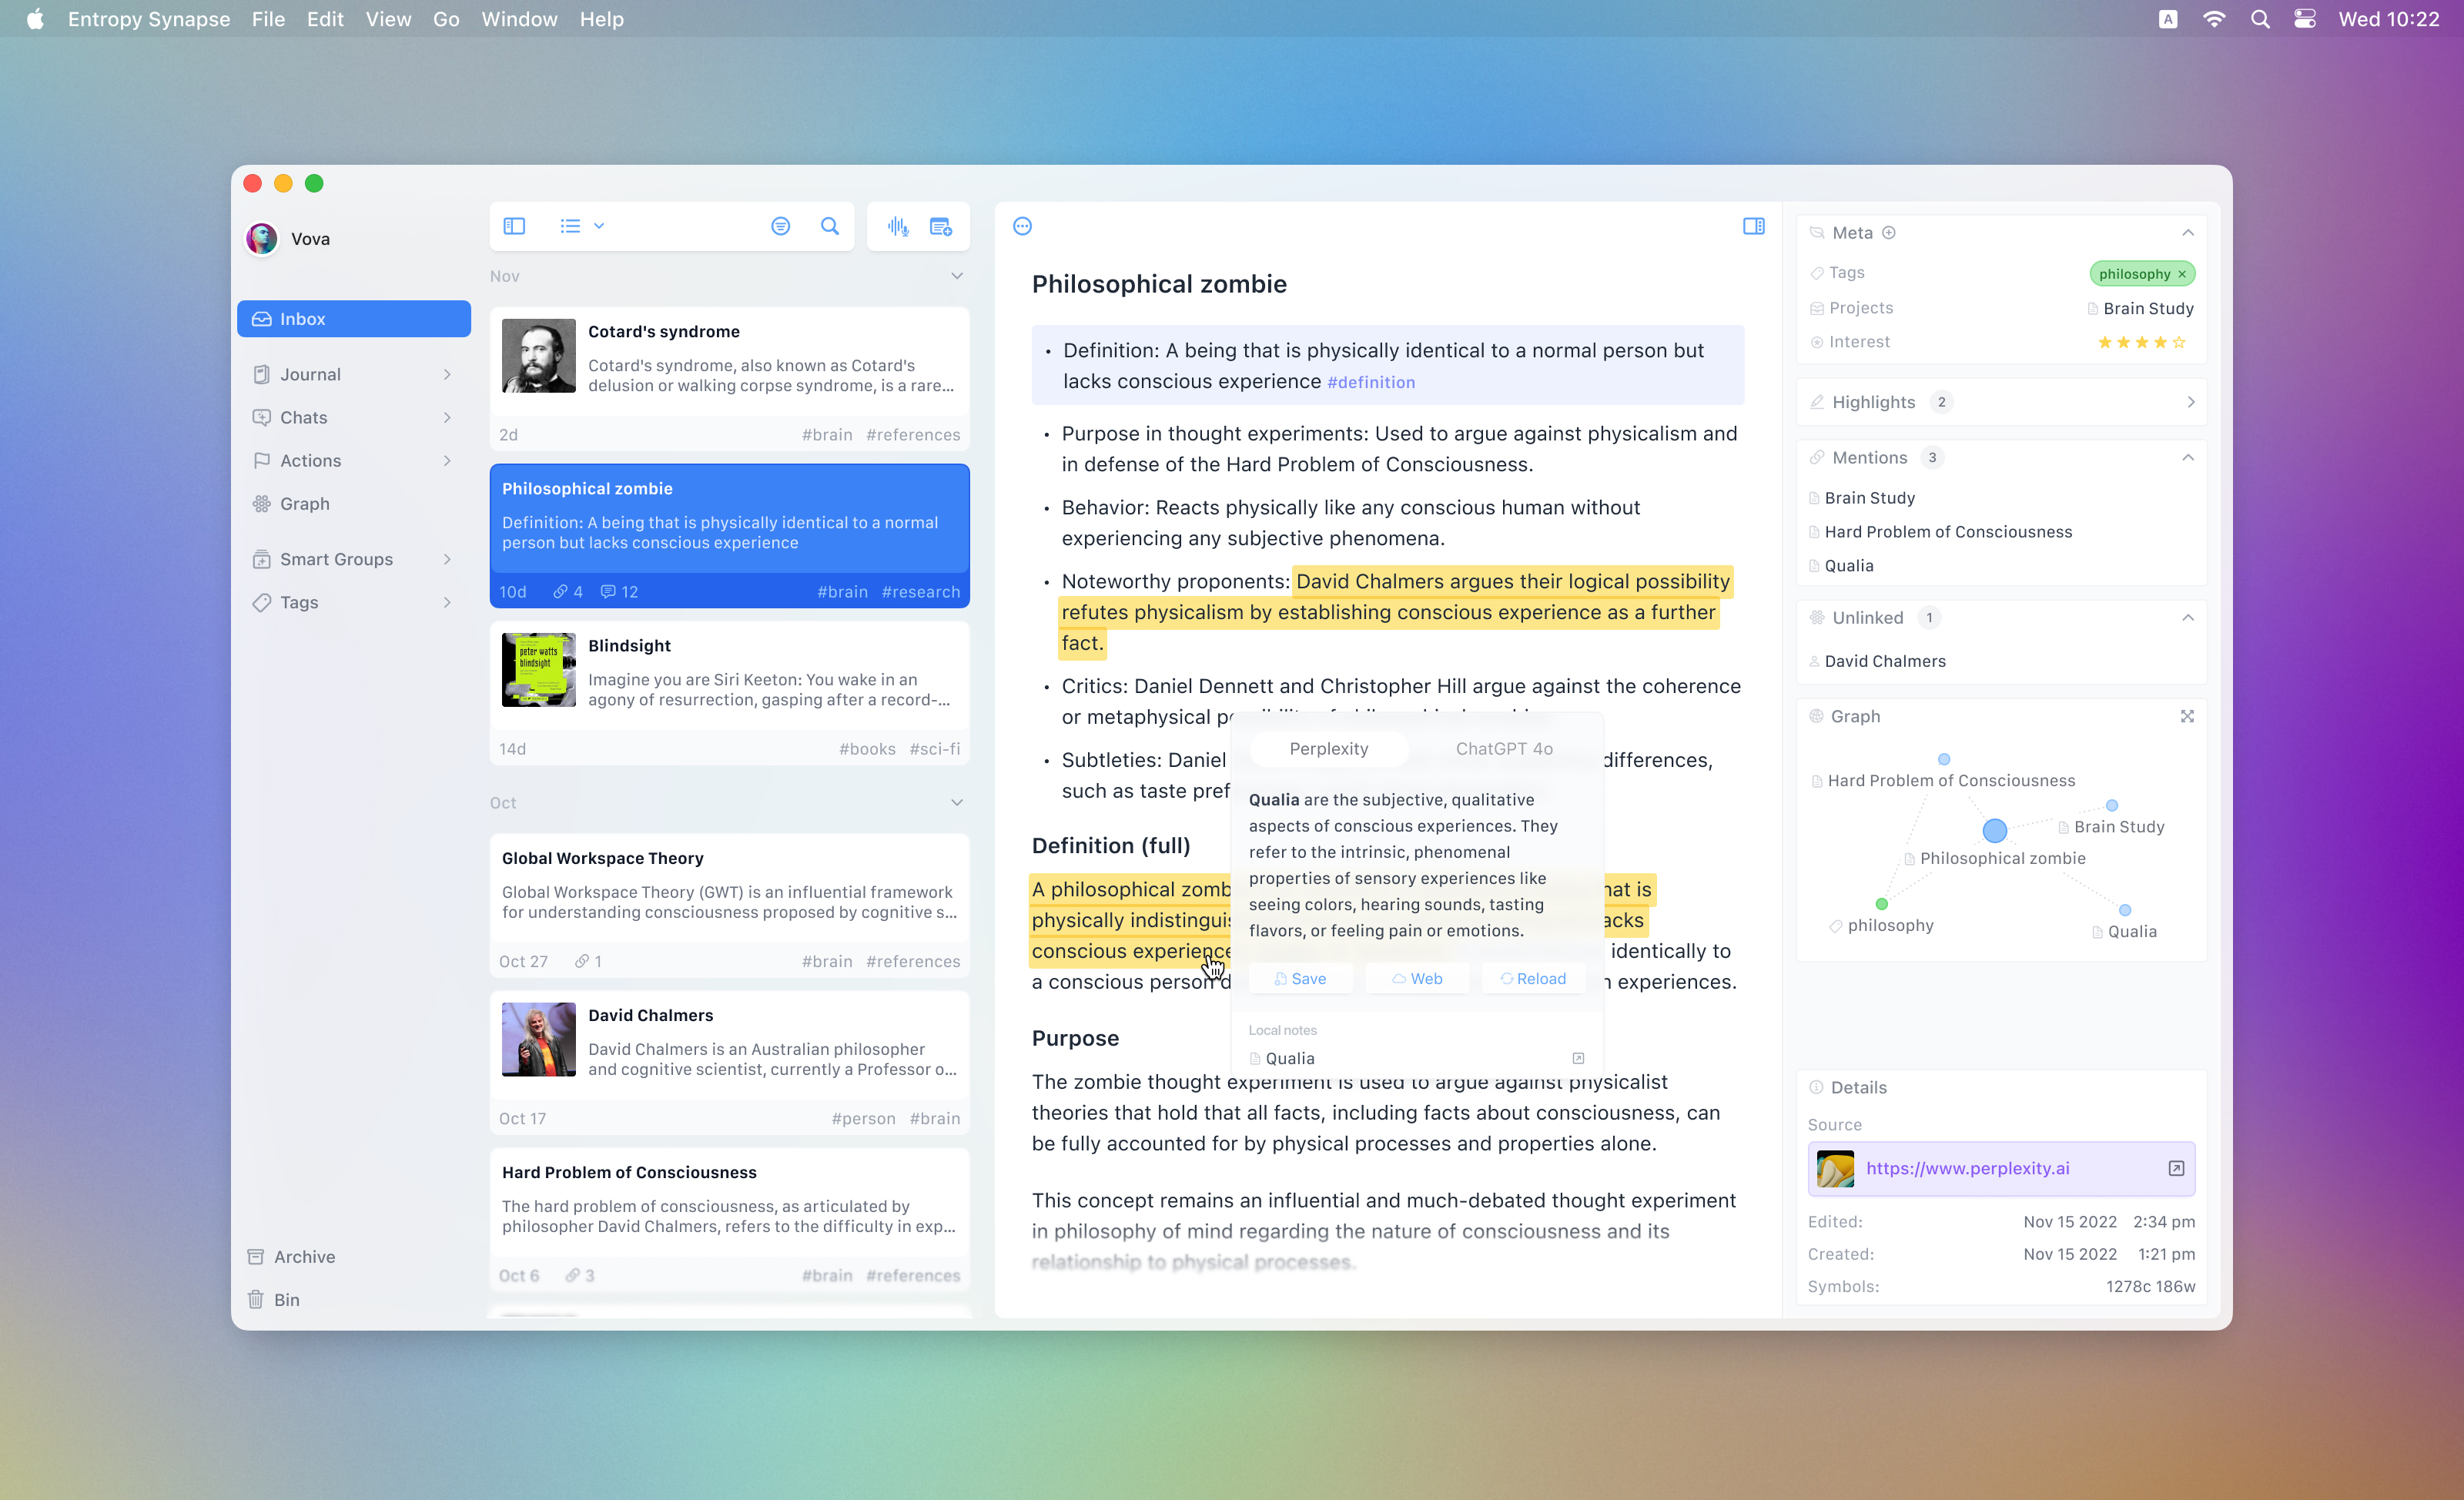 Entropy Synapse File Edit View Go Window Help
A Wed 10:22
Vova
Inbox
Journal
Chats
Actions
Graph
Smart Groups
Tags
Archive
Bin
Nov
Cotard's syndrome
Cotard's syndrome, also known as Cotard's
delusion or walking corpse syndrome, is a rare...
2d #brain #references
Philosophical zombie
Definition: A being that is physically identical to a normal
person but lacks conscious experience
10d 4 12 #brain #research
peter watts
blindsight
Blindsight
Imagine you are Siri Keeton: You wake in an
agony of resurrection, gasping after a record-...
14d #books #sci-fi
Oct
Global Workspace Theory
Global Workspace Theory (GWT) is an influential framework
for understanding consciousness proposed by cognitive s...
Oct 27 1 #brain #references
David Chalmers
David Chalmers is an Australian philosopher
and cognitive scientist, currently a Professor o...
Oct 17 #person #brain
Hard Problem of Consciousness
The hard problem of consciousness, as articulated by
philosopher David Chalmers, refers to the difficulty in exp...
Oct 6 3 #brain #references
Philosophical zombie
• Definition: A being that is physically identical to a normal person but
lacks conscious experience #definition
• Purpose in thought experiments: Used to argue against physicalism and
in defense of the Hard Problem of Consciousness.
• Behavior: Reacts physically like any conscious human without
experiencing any subjective phenomena.
• Noteworthy proponents: David Chalmers argues their logical possibility
refutes physicalism by establishing conscious experience as a further
fact.
• Critics: Daniel Dennett and Christopher Hill argue against the coherence
or metaphysical
• Subtleties: Daniel differences,
such as taste
Definition (full)
A philosophical is
physically
conscious experience identically to
a conscious person experiences.
Perplexity ChatGPT 4o
Qualia are the subjective, qualitative
aspects of conscious experiences. They
refer to the intrinsic, phenomenal
properties of sensory experiences like
seeing colors, hearing sounds, tasting
flavors, or feeling pain or emotions.
Save Web Reload
Local notes
Qualia
Purpose
The zombie thought experiment is used to argue against physicalist
theories that hold that all facts, including facts about consciousness, can
be fully accounted for by physical processes and properties alone.
This concept remains an influential and much-debated thought experiment
in philosophy of mind regarding the nature of consciousness and its
relationship to physical processes.
Meta
Tags philosophy ×
Projects Brain Study
Interest
Highlights 2
Mentions 3
Brain Study
Hard Problem of Consciousness
Qualia
Unlinked 1
David Chalmers
Graph
Hard Problem of Consciousness
Brain Study
Philosophical zombie
philosophy
Qualia
Details
Source
https://www.perplexity.ai
Edited: Nov 15 2022 2:34 pm
Created: Nov 15 2022 1:21 pm
Symbols: 1278c 186w